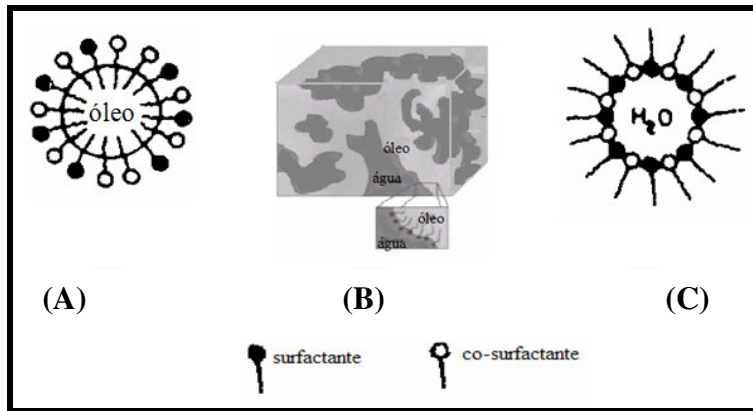 óleo
óleo
água
óleo
água
H2O
(A)
(B)
(C)
surfactante
co-surfactante